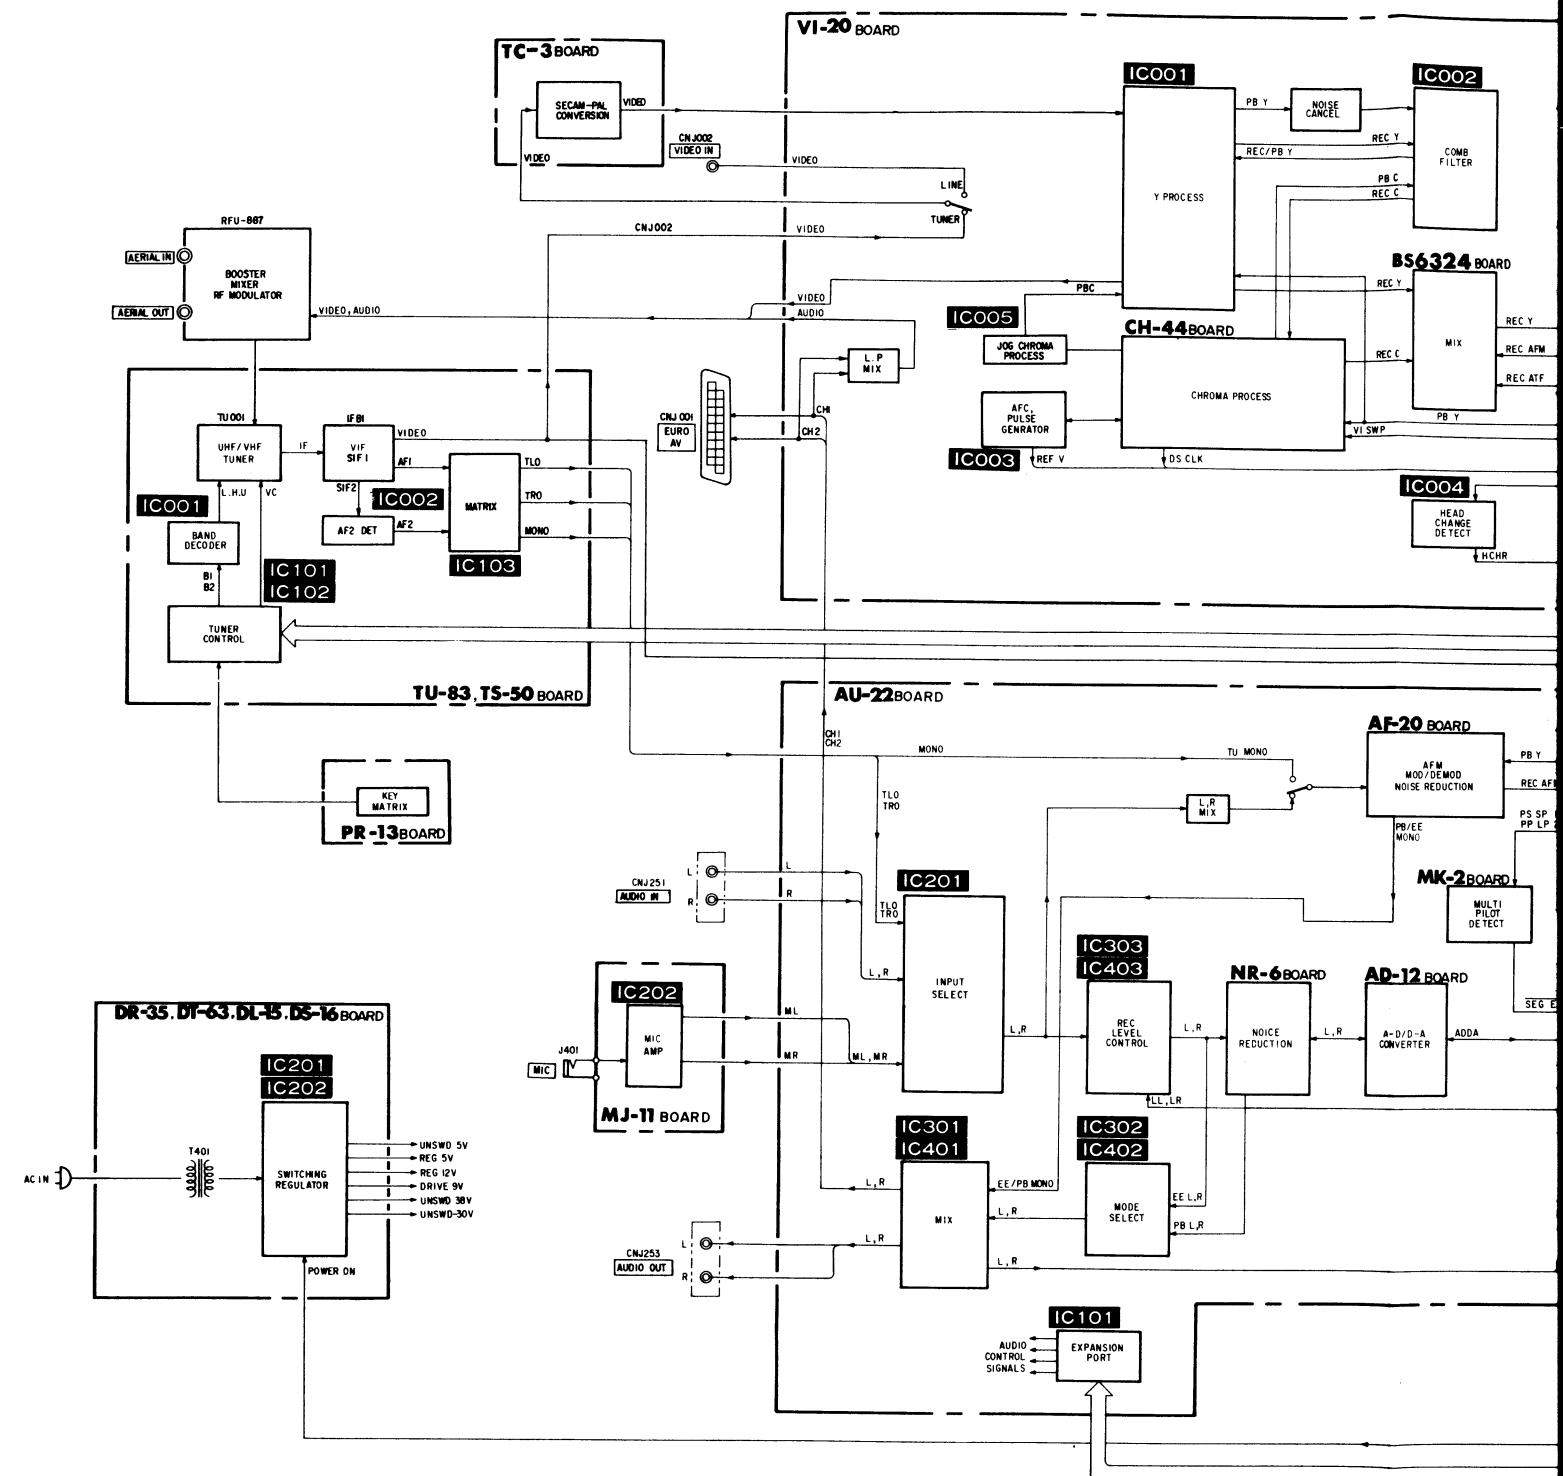 VI-20 BOARD
TC-3 BOARD
SECAM-PAL
CONVERSION
VIDEO
VIDEO
CNJ002
VIDEO IN
VIDEO
LINE
TUNER
CNJ002
VIDEO
IC001
Y PROCESS
PB Y
NOISE
CANCEL
IC002
COMB
FILTER
REC Y
REC/PB Y
PB C
REC C
RFU-867
AERIAL IN
AERIAL OUT
BOOSTER
MIXER
RF MODULATOR
VIDEO, AUDIO
VIDEO
AUDIO
PBC
IC005
JOG CHROMA
PROCESS
CH-44 BOARD
CHROMA PROCESS
BS6324 BOARD
REC Y
MIX
REC C
REC Y
REC AFM
REC ATF
PB Y
VI SWP
L.P
MIX
AFC,
PULSE
GENRATOR
IC003
REF V
DS CLK
IC004
HEAD
CHANGE
DETECT
HCHR
CNJ001
EURO
AV
CH1
CH2
TU001
UHF/VHF
TUNER
IF
IFB1
VIF
SIF1
VIDEO
AF1
SIF2
IC002
AF2 DET
AF2
MATRIX
IC103
TLO
TRO
MONO
L.H.U
VC
IC001
BAND
DECODER
B1
B2
IC101
IC102
TUNER
CONTROL
TU-83, TS-50 BOARD
KEY
MATRIX
PR-13 BOARD
AU-22 BOARD
CH1
CH2
MONO
TU MONO
TLO
TRO
L,R
MIX
AF-20 BOARD
AFM
MOD/DEMOD
NOISE REDUCTION
PB Y
REC AF
PS SP
PP LP
PB/EE
MONO
MK-2 BOARD
MULTI
PILOT
DETECT
SEG E
CNJ251
AUDIO IN
L
R
L
R
TLO
TRO
L,R
IC201
INPUT
SELECT
L,R
IC303
IC403
REC
LEVEL
CONTROL
L,R
LL,LR
NR-6 BOARD
NOICE
REDUCTION
L,R
AD-12 BOARD
A-D/D-A
CONVERTER
ADDA
IC202
MIC
AMP
J401
MIC
ML
MR
ML, MR
MJ-11 BOARD
DR-35, DT-63, DL-15, DS-16 BOARD
IC201
IC202
T401
AC IN
SWITCHING
REGULATOR
UNSWD 5V
REG 5V
REG 12V
DRIVE 9V
UNSWD 38V
UNSWD-30V
POWER ON
IC301
IC401
MIX
L,R
EE/PB MONO
L,R
L,R
L,R
IC302
IC402
MODE
SELECT
EE L,R
PB L,R
CNJ253
AUDIO OUT
L
R
IC101
EXPANSION
PORT
AUDIO
CONTROL
SIGNALS